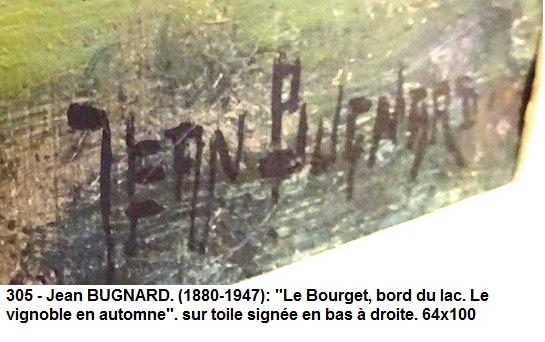 JEAN BUGNARD
305 - Jean BUGNARD. (1880-1947): "Le Bourget, bord du lac. Le
vignoble en automne". sur toile signée en bas à droite. 64x100